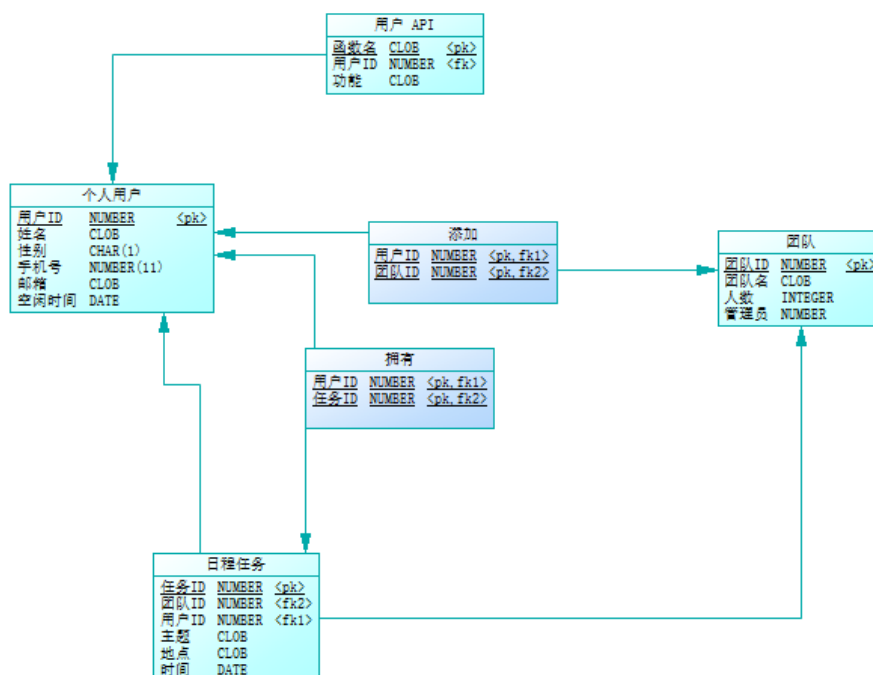 用户 API
函数名 CLOB <pk>
用户ID NUMBER <fk>
功能 CLOB
个人用户
用户ID NUMBER <pk>
姓名 CLOB
性别 CHAR(1)
手机号 NUMBER(11)
邮箱 CLOB
空闲时间 DATE
添加
用户ID NUMBER <pk,fk1>
团队ID NUMBER <pk,fk2>
团队
团队ID NUMBER <pk>
团队名 CLOB
人数 INTEGER
管理员 NUMBER
拥有
用户ID NUMBER <pk,fk1>
任务ID NUMBER <pk,fk2>
日程任务
任务ID NUMBER <pk>
团队ID NUMBER <fk2>
用户ID NUMBER <fk1>
主题 CLOB
地点 CLOB
时间 DATE